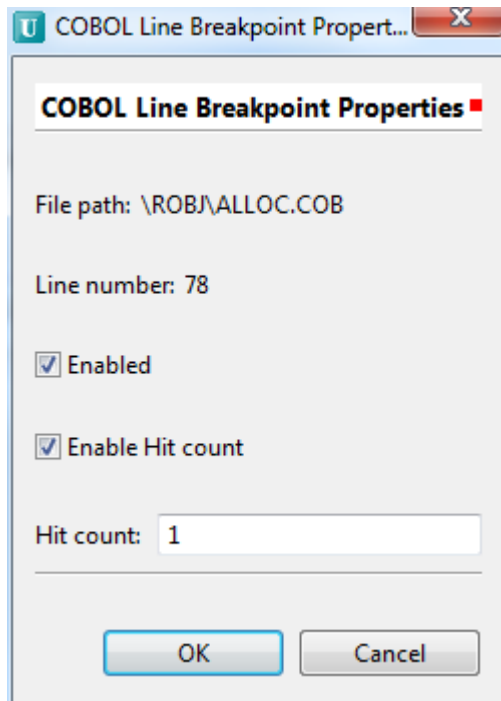 U COBOL Line Breakpoint Propert...
COBOL Line Breakpoint Properties
File path: \ROBJ\ALLOC.COB
Line number: 78
Enabled
Enable Hit count
Hit count: 1
OK Cancel